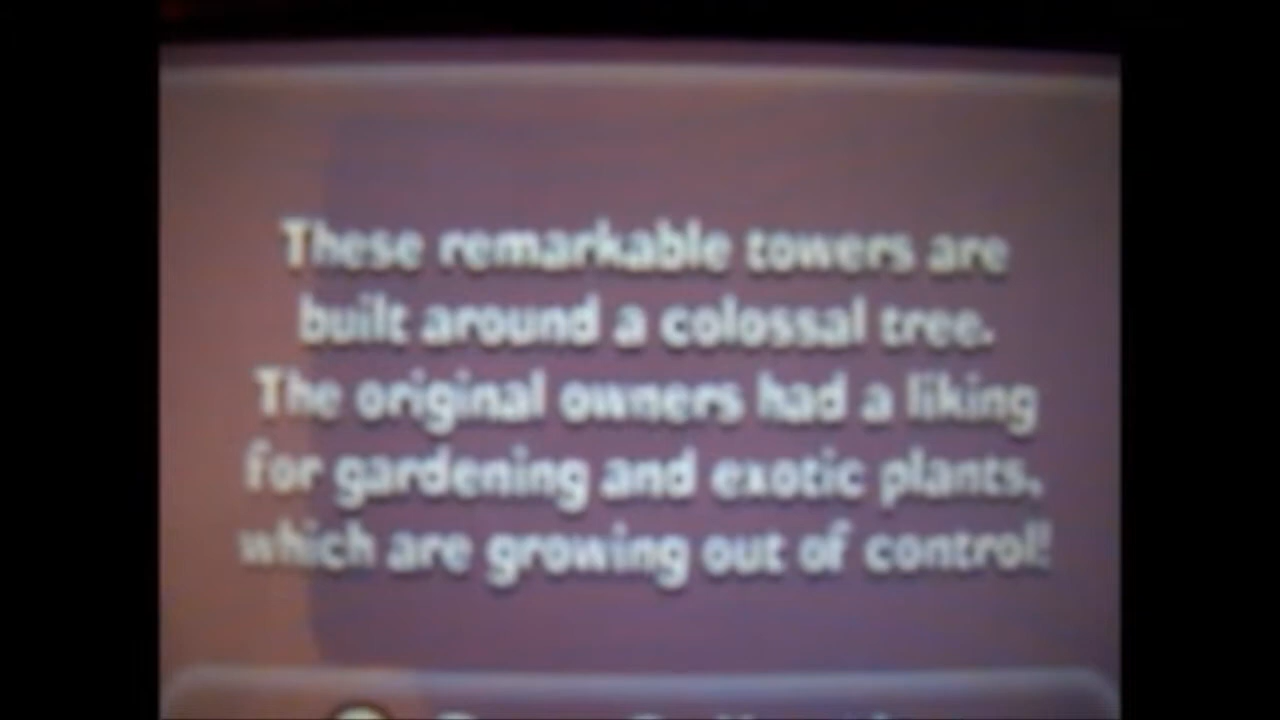 These remarkable towers are
built around a colossal tree.
The original owners had a liking
for gardening and exotic plants,
which are growing out of control!